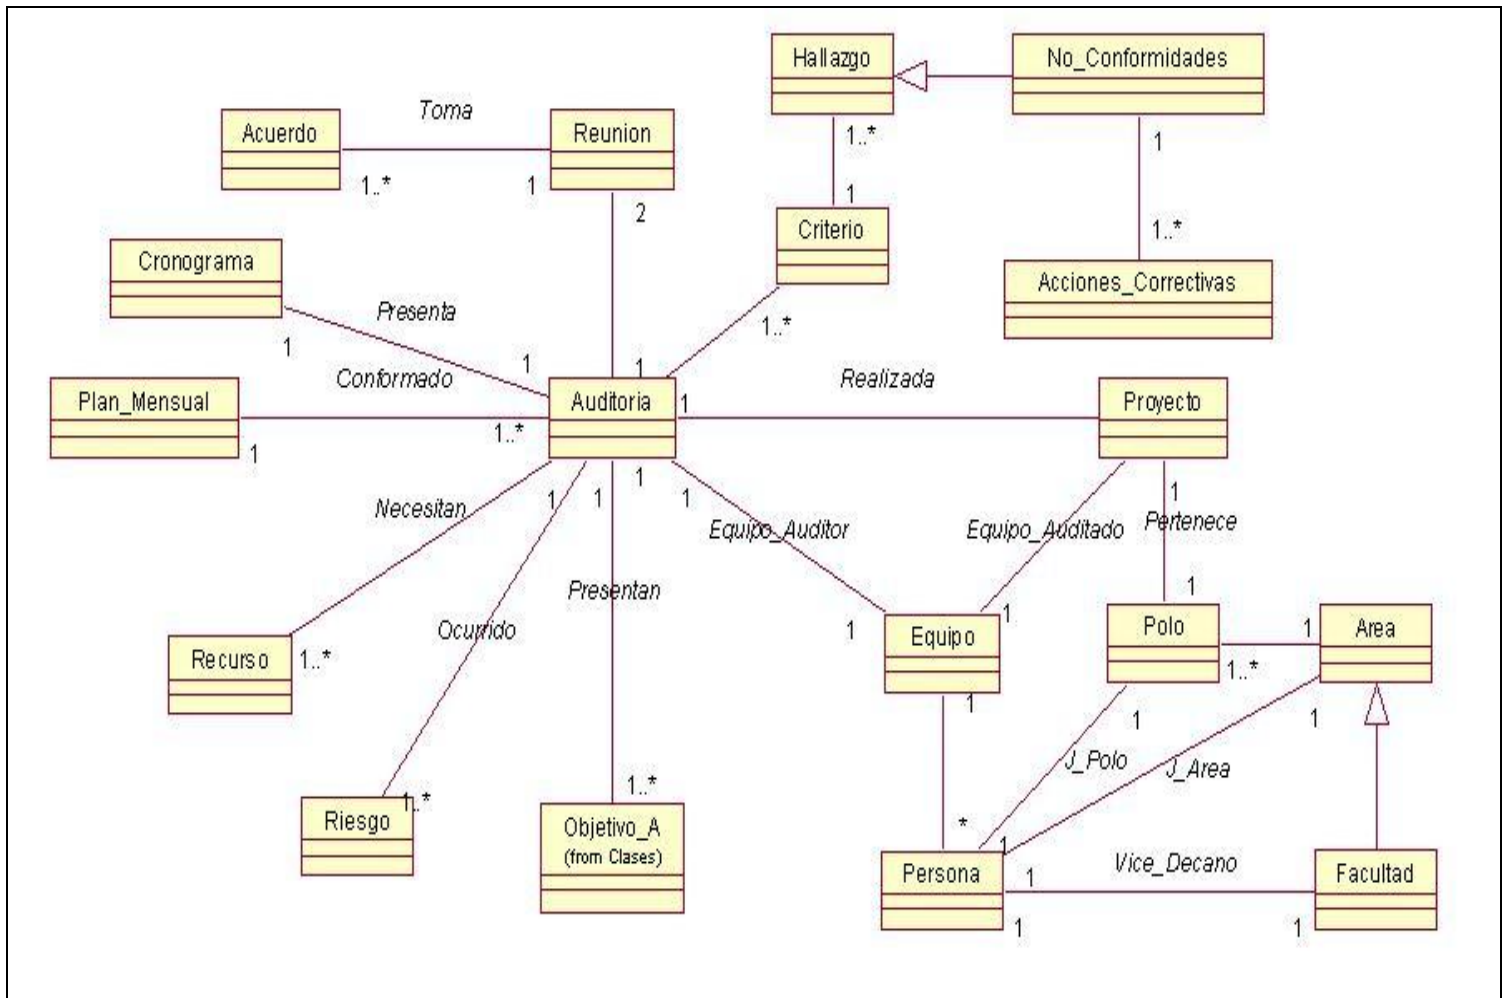 Hallazgo
No_Conformidades
Toma
Acuerdo
Reunion
1..*
1
1..*
1
2
1
Criterio
1..*
Cronograma
Acciones_Correctivas
Presenta
1..*
1
1
1
Conformado
Realizada
Plan_Mensual
Auditoria
1
Proyecto
1..*
1
1
1
1
1
1
Necesitan
Equipo_Auditor
Equipo_Auditado
Pertenece
Presentan
1
Ocurrido
1
1
Polo
1
Area
Equipo
Recurso
1..*
1..*
1
1
1
J_Polo
J_Area
1..*
1..*
Riesgo
Objetivo_A
(from Clases)
*
1
Persona
1
Vice_Decano
Facultad
1
1